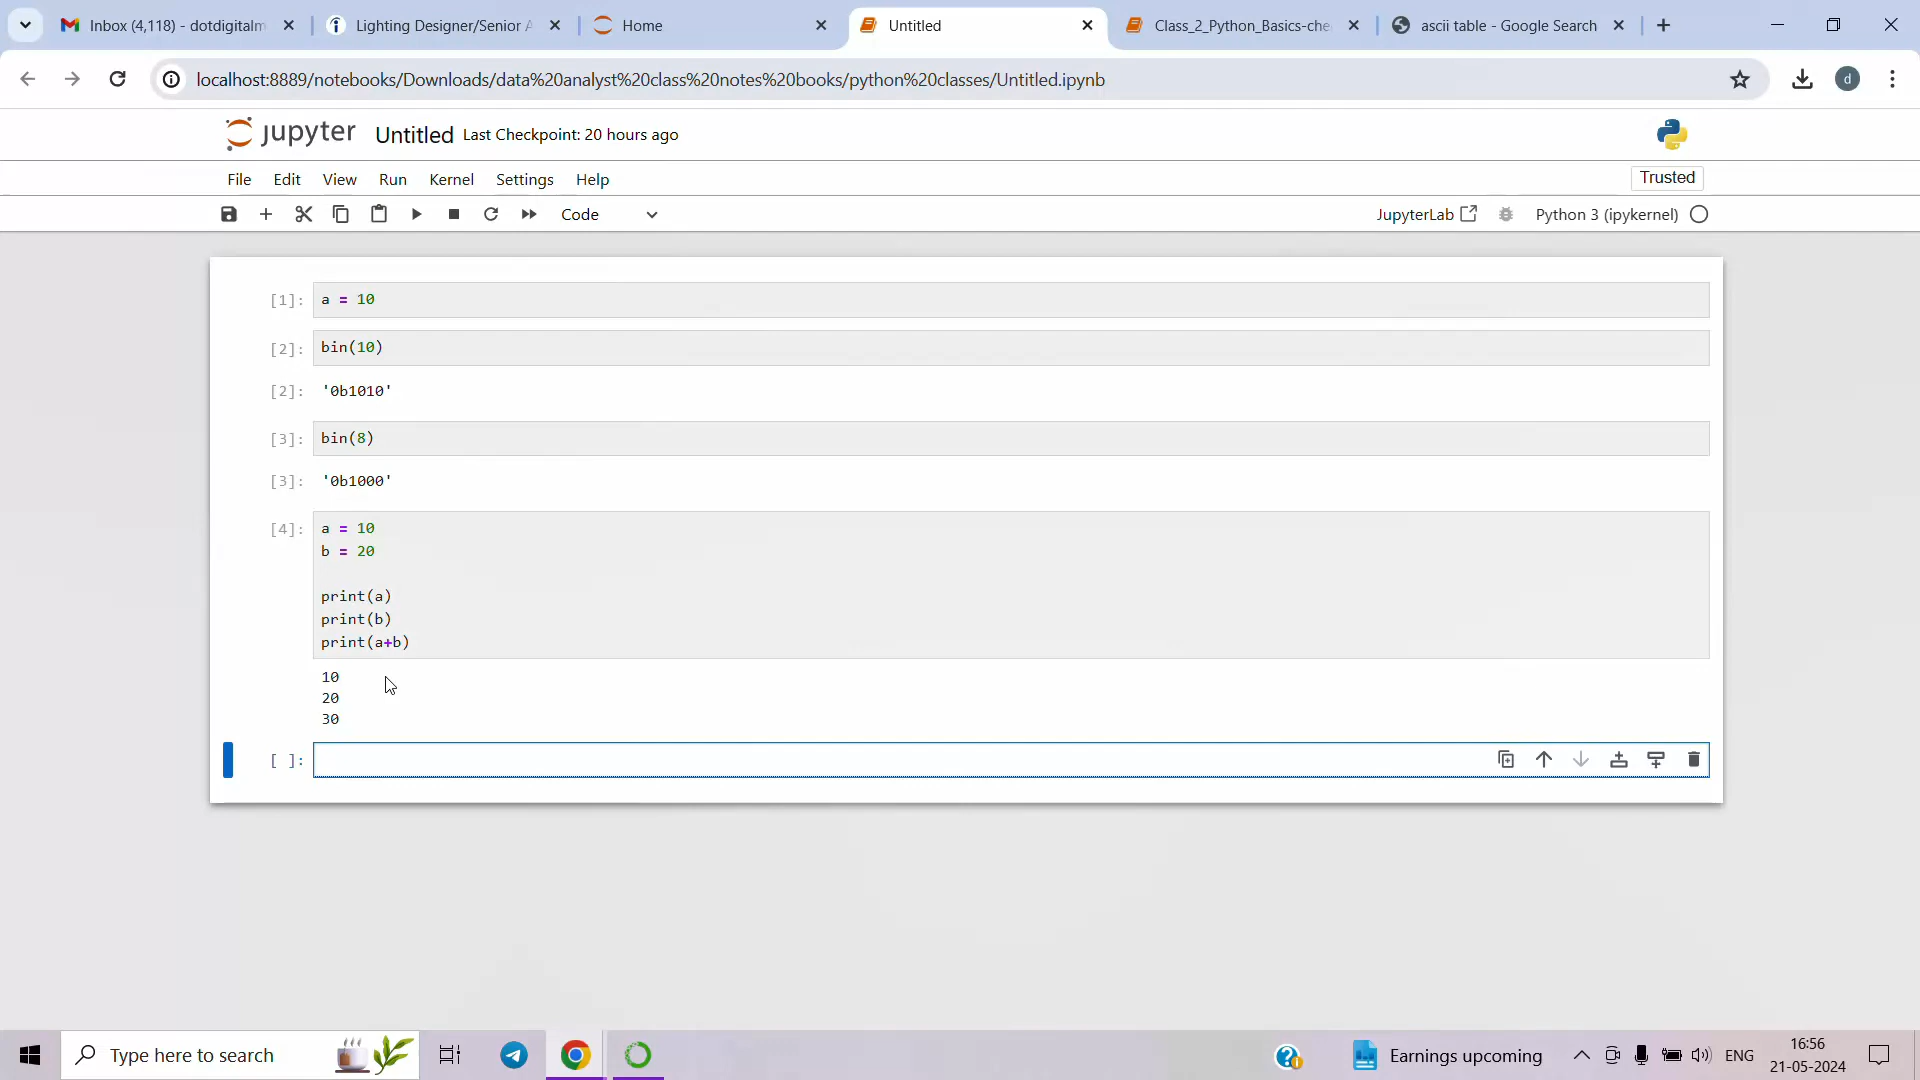 Inbox (4,118) - dotdigitalm
Lighting Designer/Senior A
Home
Untitled
Class_2_Python_Basics-che
ascii table - Google Search
localhost:8889/notebooks/Downloads/data%20analyst%20class%20notes%20books/python%20classes/Untitled.ipynb
d
jupyter Untitled Last Checkpoint: 20 hours ago
File Edit View Run Kernel Settings Help
Trusted
Code
JupyterLab
Python 3 (ipykernel)
[1]: a = 10
[2]: bin(10)
[2]: '0b1010'
[3]: bin(8)
[3]: '0b1000'
[4]: a = 10
b = 20
print(a)
print(b)
print(a+b)
10
20
30
[ ]:
Type here to search
Earnings upcoming
ENG
16:56
21-05-2024